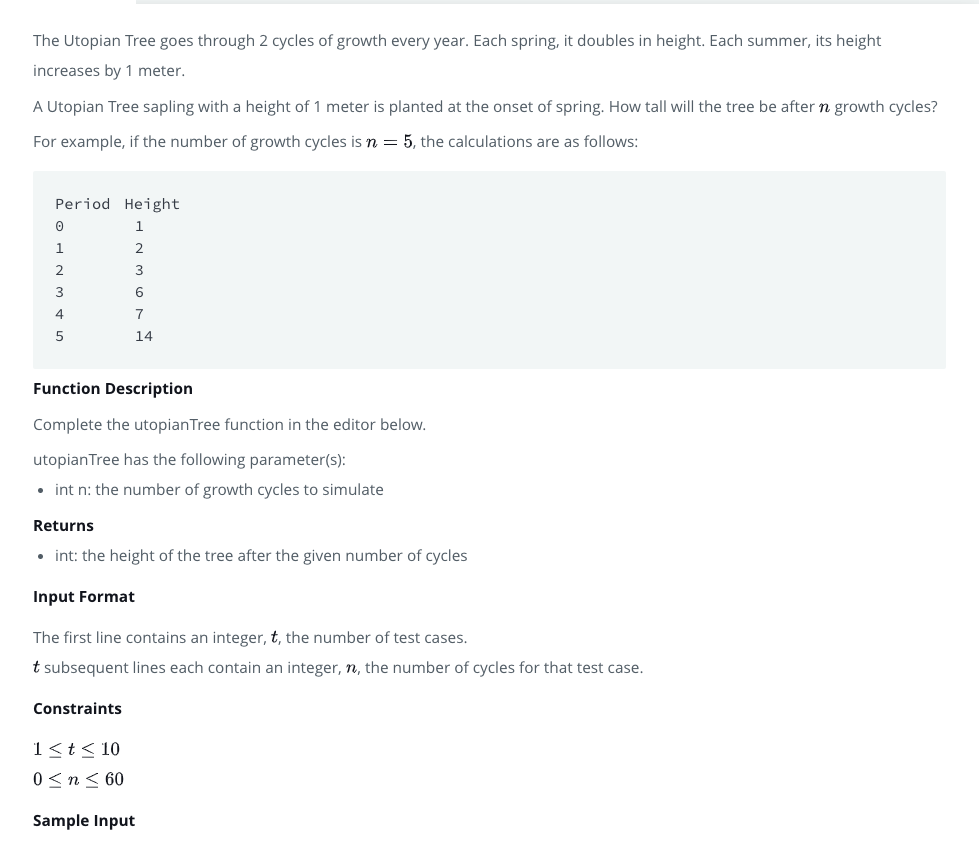 The Utopian Tree goes through 2 cycles of growth every year. Each spring, it doubles in height. Each summer, its height
increases by 1 meter.
A Utopian Tree sapling with a height of 1 meter is planted at the onset of spring. How tall will the tree be after n growth cycles?
For example, if the number of growth cycles is n = 5, the calculations are as follows:
Period Height
0 1
1 2
2 3
3 6
4 7
5 14
Function Description
Complete the utopianTree function in the editor below.
utopianTree has the following parameter(s):
• int n: the number of growth cycles to simulate
Returns
• int: the height of the tree after the given number of cycles
Input Format
The first line contains an integer, t, the number of test cases.
t subsequent lines each contain an integer, n, the number of cycles for that test case.
Constraints
1 ≤ t ≤ 10
0 ≤ n ≤ 60
Sample Input